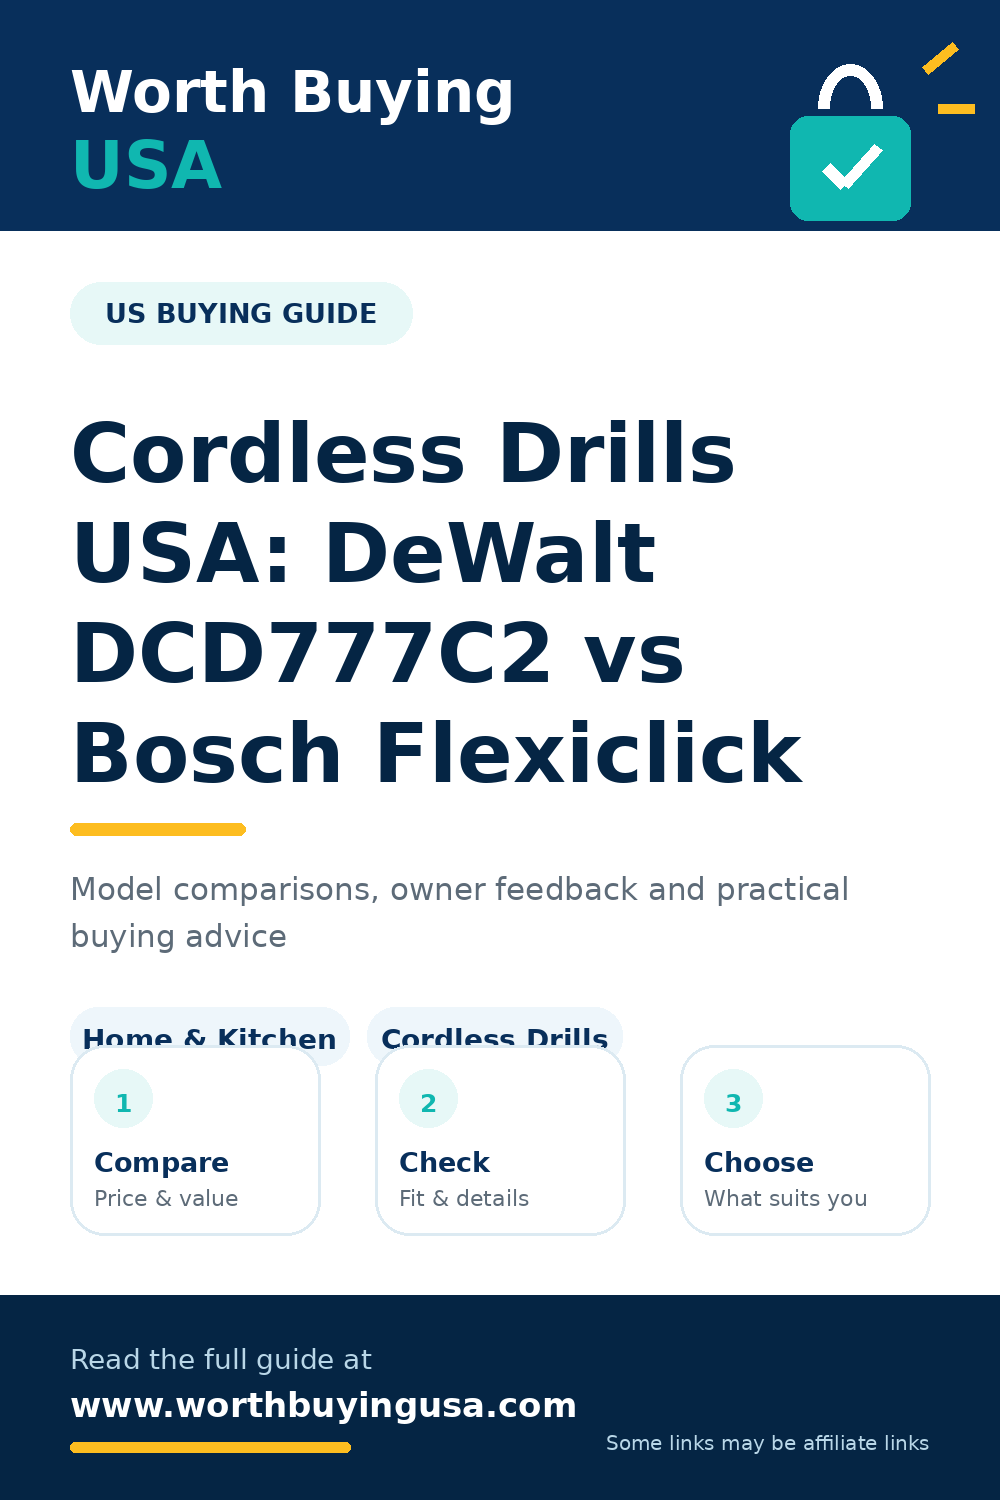 Worth Buying
USA
US BUYING GUIDE
Cordless Drills
USA: DeWalt
DCD777C2 vs
Bosch Flexiclick
Model comparisons, owner feedback and practical
buying advice
Home & Kitchen
Cordless Drills
1
Compare
Price & value
2
Check
Fit & details
3
Choose
What suits you
Read the full guide at
www.worthbuyingusa.com
Some links may be affiliate links